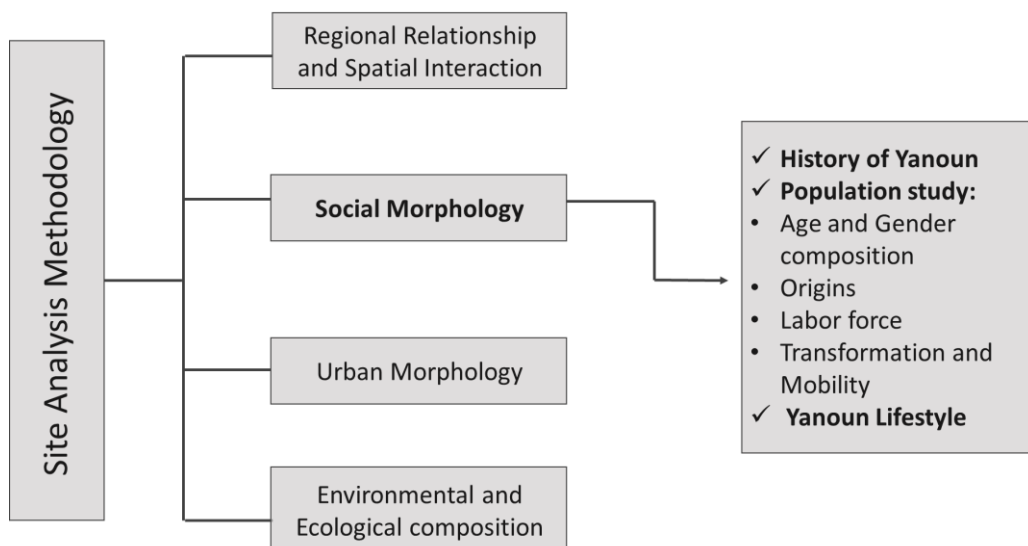 Site Analysis Methodology
Regional Relationship
and Spatial Interaction
Social Morphology
Urban Morphology
Environmental and
Ecological composition
✓ History of Yanoun
✓ Population study:
• Age and Gender
composition
• Origins
• Labor force
• Transformation and
Mobility
✓ Yanoun Lifestyle